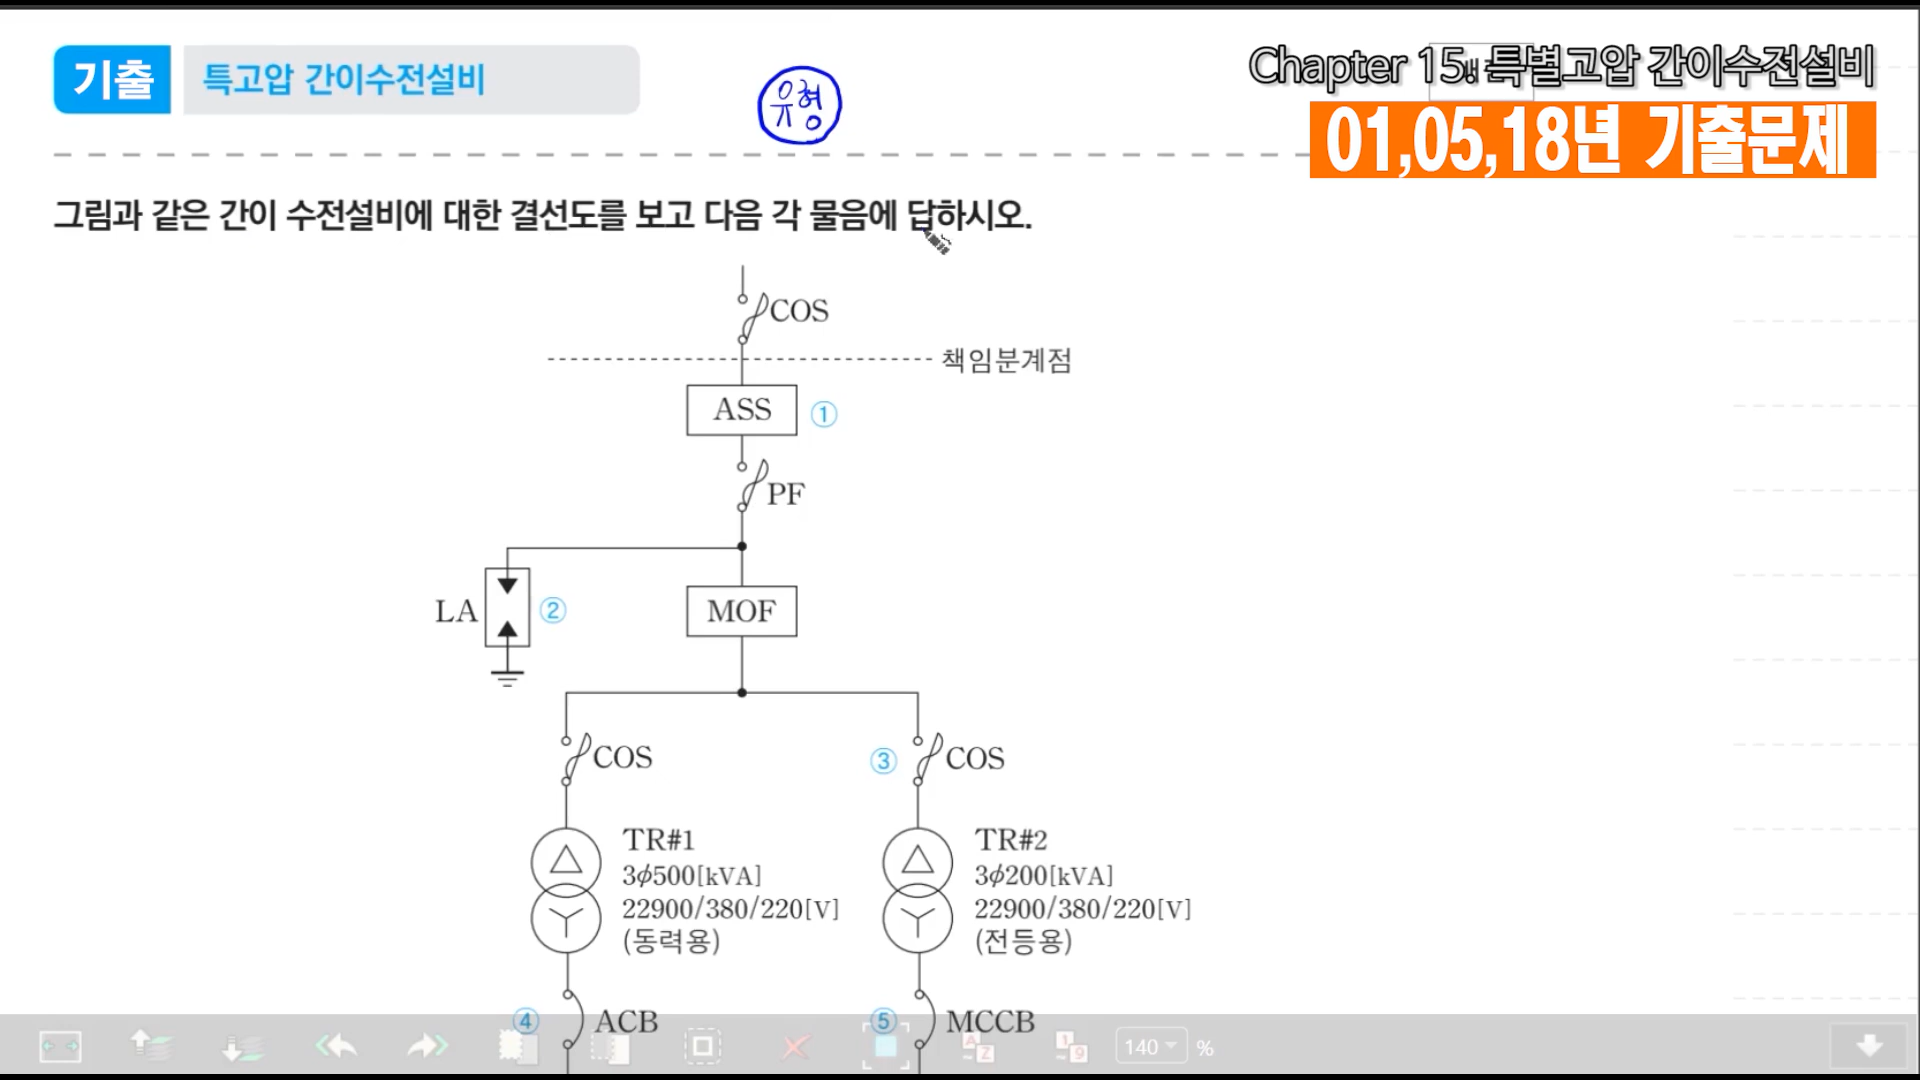 기출 특고압 간이수전설비
유형
Chapter 15. 특별고압 간이수전설비
01,05,18년 기출문제
그림과 같은 간이 수전설비에 대한 결선도를 보고 다음 각 물음에 답하시오.
COS
책임분계점
ASS ①
PF
LA ② MOF
COS ③ COS
TR#1 TR#2
3φ500[kVA] 3φ200[kVA]
22900/380/220[V] 22900/380/220[V]
(동력용) (전등용)
④ ACB ⑤ MCCB
A Z 1 9 140 %